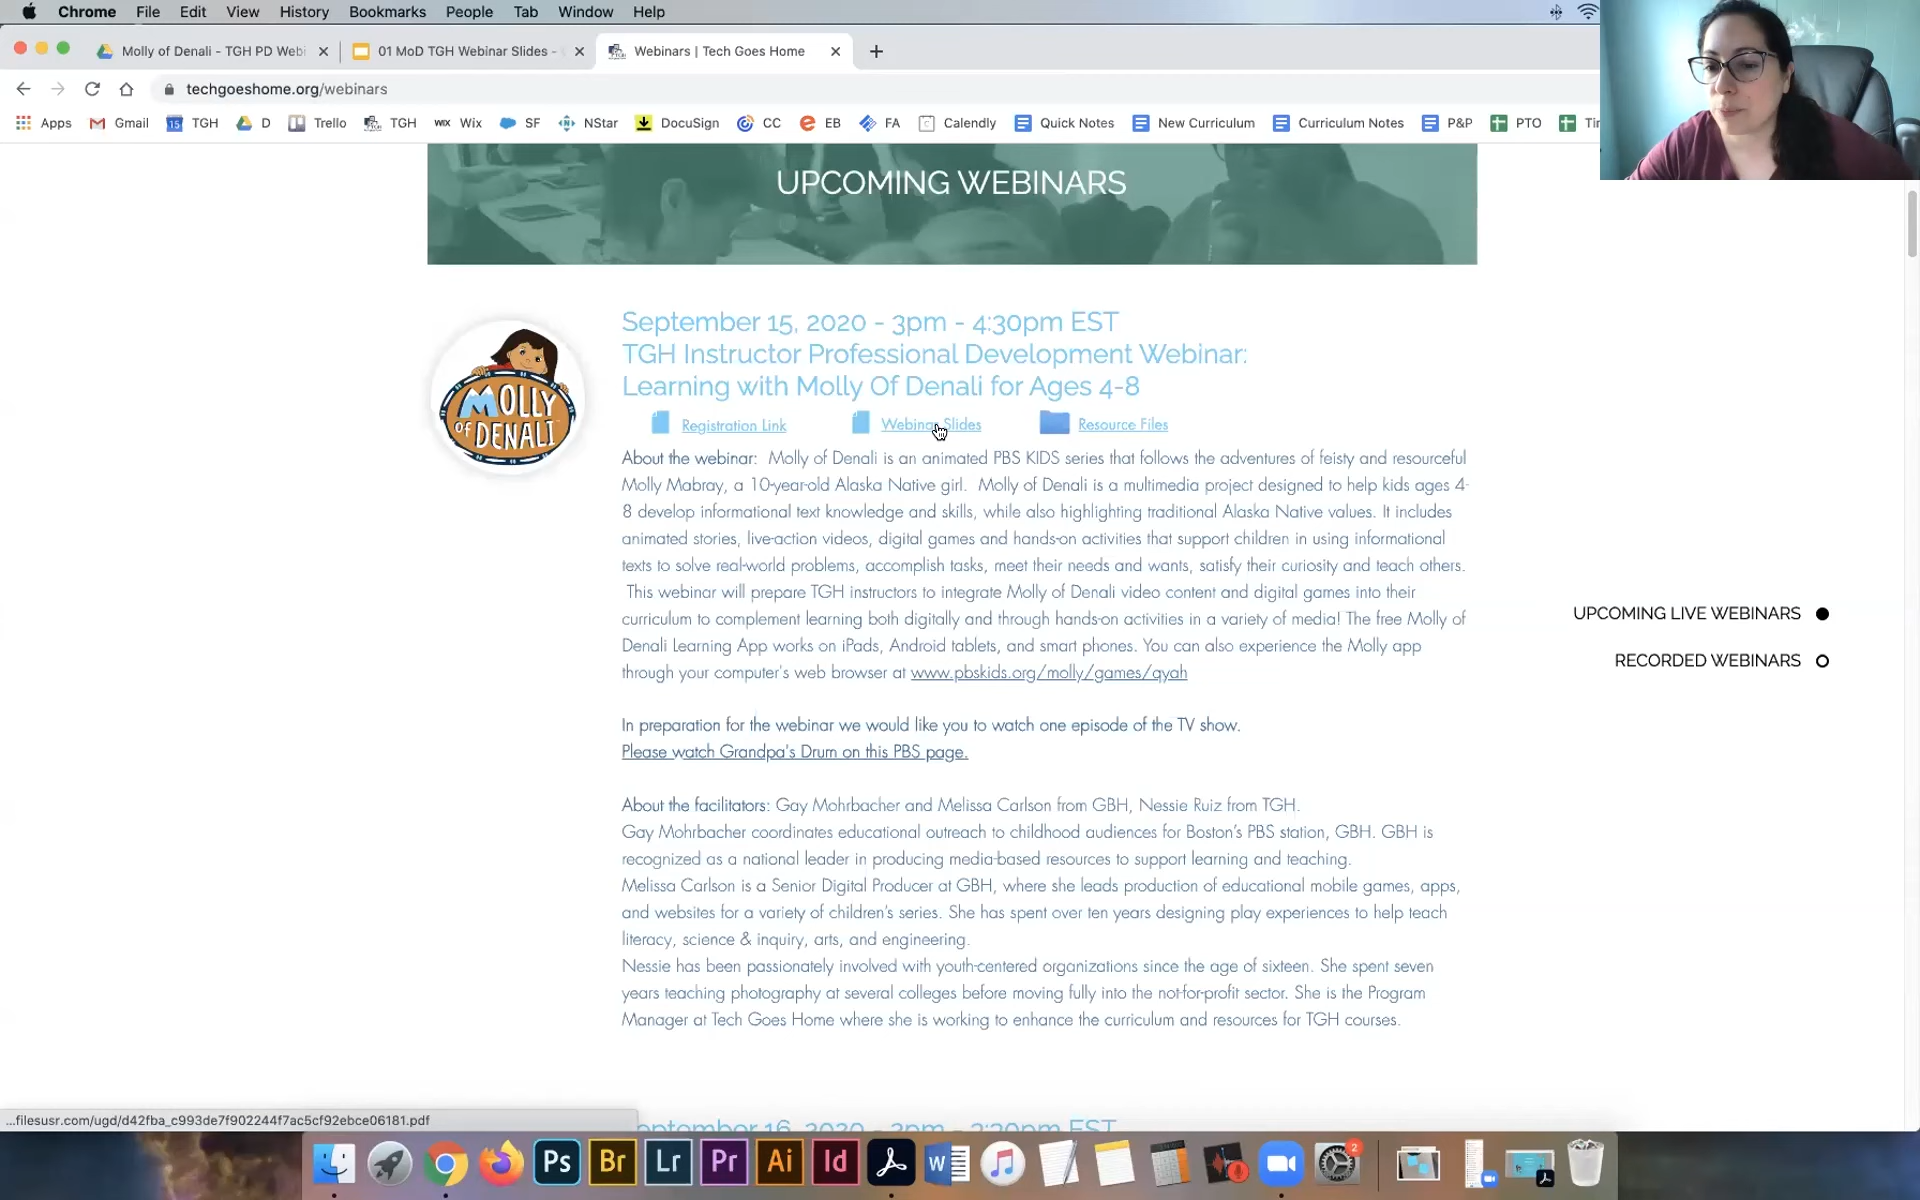 Chrome File Edit View History Bookmarks People Tab Window Help
Molly of Denali - TGH PD Webi
01 MoD TGH Webinar Slides -
Webinars | Tech Goes Home
techgoeshome.org/webinars
Apps Gmail 15 TGH D Trello TGH WIX Wix SF NStar DocuSign CC EB FA Calendly Quick Notes New Curriculum Curriculum Notes P&P PTO
UPCOMING WEBINARS
MOLLY
OF DENALI
September 15, 2020 - 3pm - 4:30pm EST
TGH Instructor Professional Development Webinar:
Learning with Molly Of Denali for Ages 4-8
Registration Link Webinar Slides Resource Files
About the webinar: Molly of Denali is an animated PBS KIDS series that follows the adventures of feisty and resourceful
Molly Mabray, a 10-year-old Alaska Native girl. Molly of Denali is a multimedia project designed to help kids ages 4-
8 develop informational text knowledge and skills, while also highlighting traditional Alaska Native values. It includes
animated stories, live-action videos, digital games and hands-on activities that support children in using informational
texts to solve real-world problems, accomplish tasks, meet their needs and wants, satisfy their curiosity and teach others.
This webinar will prepare TGH instructors to integrate Molly of Denali video content and digital games into their
curriculum to complement learning both digitally and through hands-on activities in a variety of media! The free Molly of
Denali Learning App works on iPads, Android tablets, and smart phones. You can also experience the Molly app
through your computer's web browser at www.pbskids.org/molly/games/qyah
In preparation for the webinar we would like you to watch one episode of the TV show.
Please watch Grandpa's Drum on this PBS page.
About the facilitators: Gay Mohrbacher and Melissa Carlson from GBH, Nessie Ruiz from TGH.
Gay Mohrbacher coordinates educational outreach to childhood audiences for Boston's PBS station, GBH. GBH is
recognized as a national leader in producing media-based resources to support learning and teaching.
Melissa Carlson is a Senior Digital Producer at GBH, where she leads production of educational mobile games, apps,
and websites for a variety of children's series. She has spent over ten years designing play experiences to help teach
literacy, science & inquiry, arts, and engineering.
Nessie has been passionately involved with youth-centered organizations since the age of sixteen. She spent seven
years teaching photography at several colleges before moving fully into the not-for-profit sector. She is the Program
Manager at Tech Goes Home where she is working to enhance the curriculum and resources for TGH courses.
UPCOMING LIVE WEBINARS
RECORDED WEBINARS
...filesusr.com/ugd/d42fba_c993de7f902244f7ac5cf92ebce06181.pdf
Ps Br Lr Pr Ai Id W 2